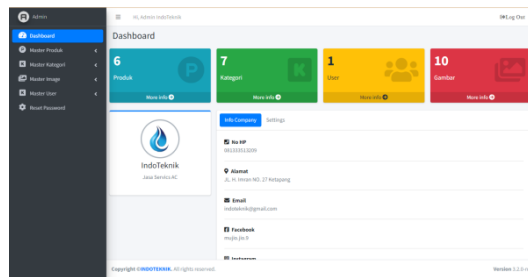 Admin
Hi, Admin IndoTeknik
Log Out
Dashboard
Master Produk
Master Kategori
Master Image
Master User
Reset Password
Dashboard
6
Produk
More info
7
Kategori
More info
1
User
More info
10
Gambar
More info
IndoTeknik
Jasa Service AC
Info Company
Settings
No HP
Alamat
JL. H. Iman NO. 27 Ketapang
Email
indoteknik@gmail.com
Facebook
Instagram
Copyright ©INDOTEKNIK. All rights reserved.
Version